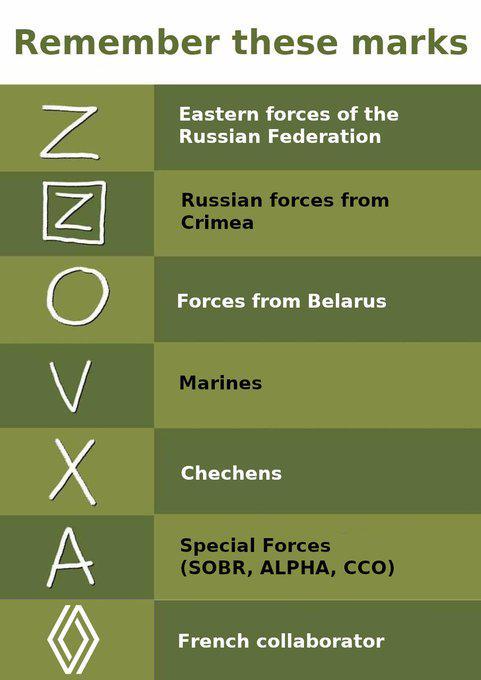 Remember these marks
Z
Eastern forces of the
Russian Federation
Z
Russian forces from
Crimea
O
Forces from Belarus
V
Marines
X
Chechens
A
Special Forces
(SOBR, ALPHA, CCO)
French collaborator